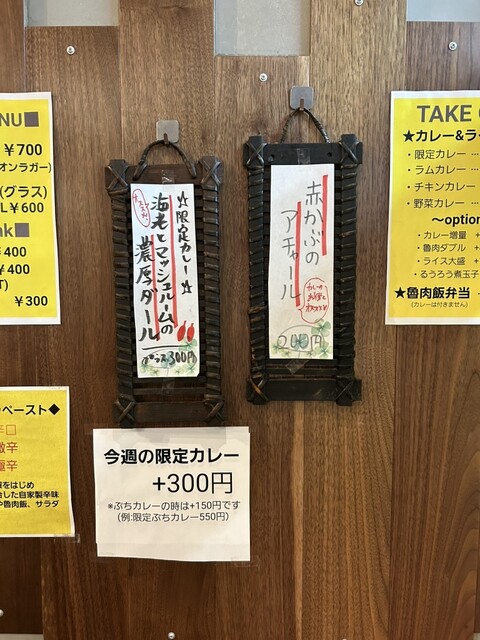 NU■
¥700
オンラガー)
(グラス)
L¥600
nk■
¥400
¥400
T)
¥300
ペースト◆
辛口
激辛
極辛
をはじめ
した自家製辛味
や魯肉飯、サラダ
☆限定カレー☆
海老とマッシュルームの
濃厚ダール
プラス300円
赤かぶの
アチャール
200円
今週の限定カレー
+300円
※ぷちカレーの時は+150円です
(例:限定ぷちカレー550円)
TAKE
★カレー&ラ
・限定カレー …
・ラムカレー …
・チキンカレー
・野菜カレー …
～option
・カレー増量 +
・魯肉ダブル +
・ライス大盛 +
・るうろう煮玉子
★魯肉飯弁当
(カレーは付きません)